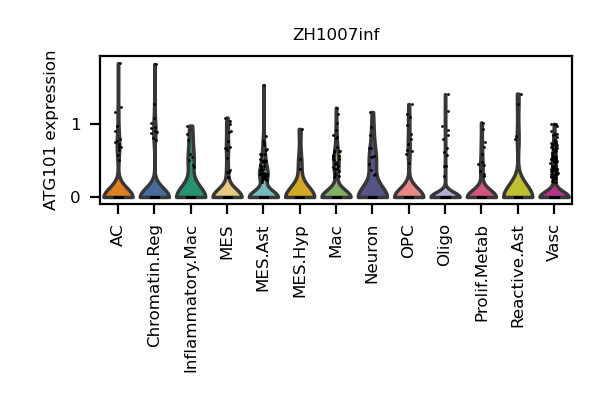 ZH1007inf
ATG101 expression
1
0
AC
Chromatin.Reg
Inflammatory.Mac
MES
MES.Ast
MES.Hyp
Mac
Neuron
OPC
Oligo
Prolif.Metab
Reactive.Ast
Vasc